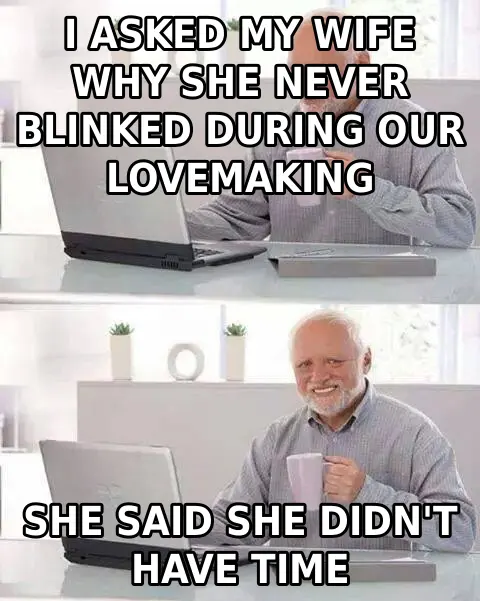 I ASKED MY WIFE
WHY SHE NEVER
BLINKED DURING OUR
LOVEMAKING
SHE SAID SHE DIDN'T
HAVE TIME